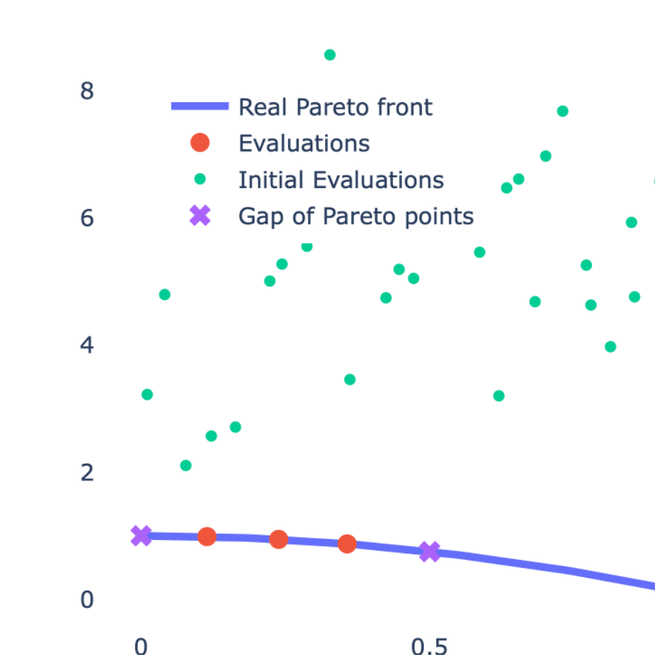 8
Real Pareto front
Evaluations
Initial Evaluations
Gap of Pareto points
6
4
2
0
0 0.5